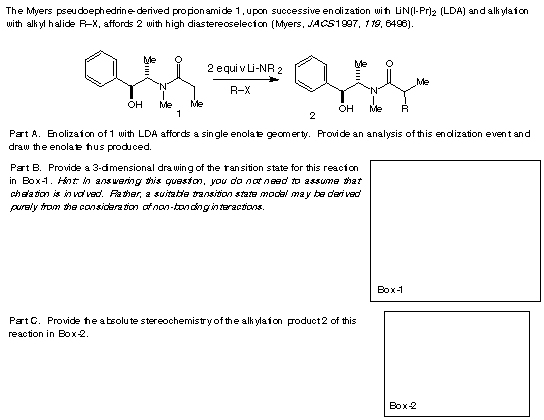 The Myers pseudoephedrine-derived propionamide 1, upon successive enolization with LiN(I-Pr)2 (LDA) and alkylation
with alkyl halide R–X, affords 2 with high diastereoselection (Myers, JACS 1997, 119, 6496).
Me O
N
OH Me Me
1
2 equiv Li-NR2
R–X
Me O
Me
N
OH Me R
2
Part A. Enolization of 1 with LDA affords a single enolate geomerty. Provide an analysis of this enolization event and
draw the enolate thus produced.
Part B. Provide a 3-dimensional drawing of the transition state for this reaction
in Box-1. Hint: In answering this question, you do not need to assume that
chelation is involved. Rather, a suitable transition state model may be derived
purely from the consideration of non-bonding interactions.
Box-1
Part C. Provide the absolute stereochemistry of the alkylation product 2 of this
reaction in Box-2.
Box-2